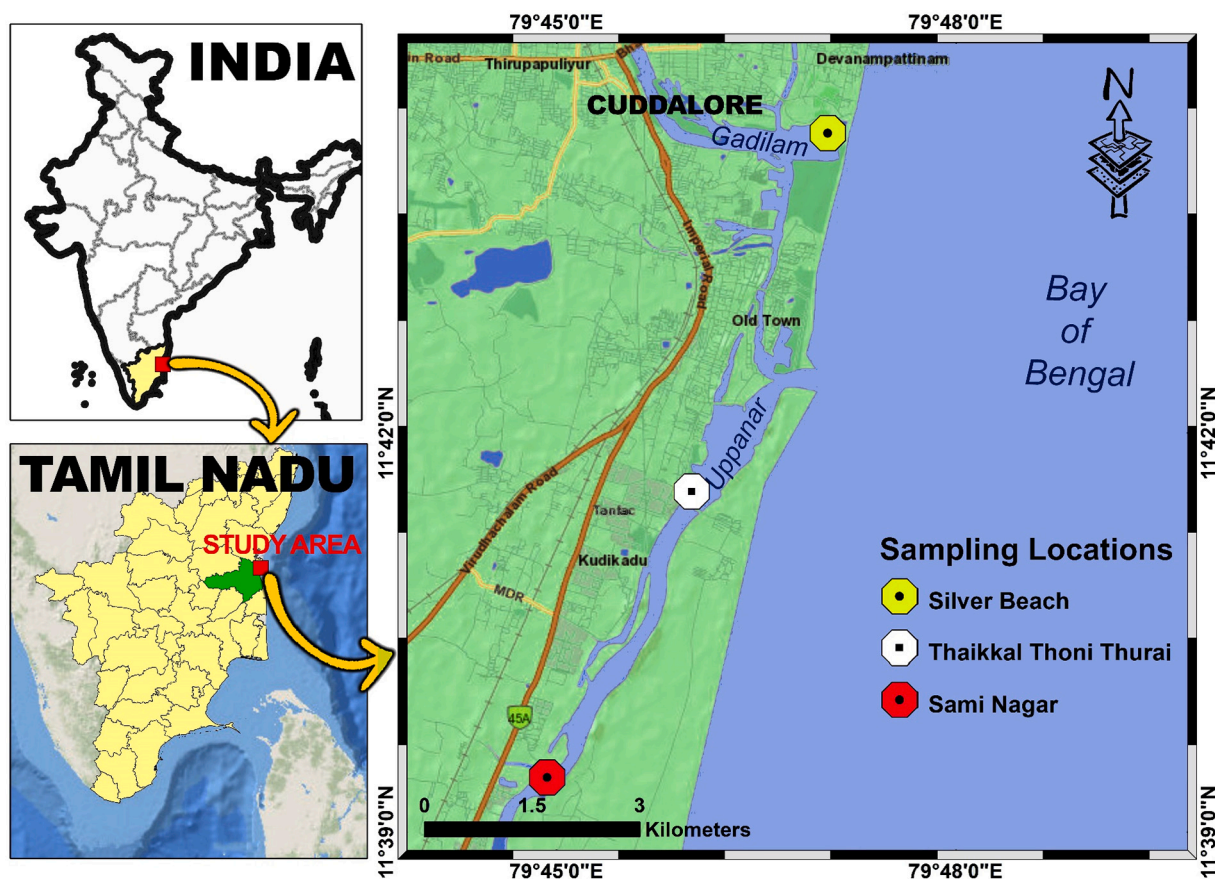 INDIA
TAMIL NADU
STUDY AREA
79°45'0"E
79°48'0"E
in Road
Thirupapuliyur
Bha
Devanampattinam
CUDDALORE
Gadilam
N
Imperial Road
Old Town
Bay
of
Bengal
11°42'0"N
11°42'0"N
Uppanar
Virudhachalam Road
Kudikadu
MDR
45A
Sampling Locations
Silver Beach
Thaikkal Thoni Thurai
Sami Nagar
0 1.5 3
Kilometers
11°39'0"N
11°39'0"N
79°45'0"E
79°48'0"E